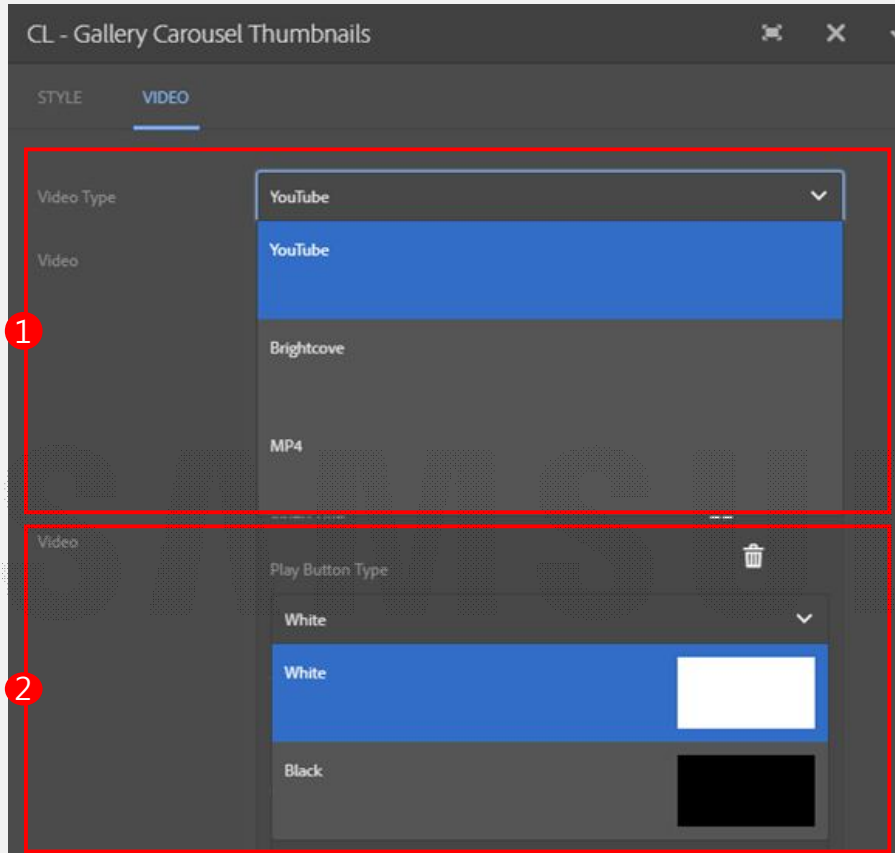 CL - Gallery Carousel Thumbnails
STYLE VIDEO
Video Type YouTube
Video YouTube
1
Brightcove
MP4
SAMSU
Video
Play Button Type
White
White
2
Black